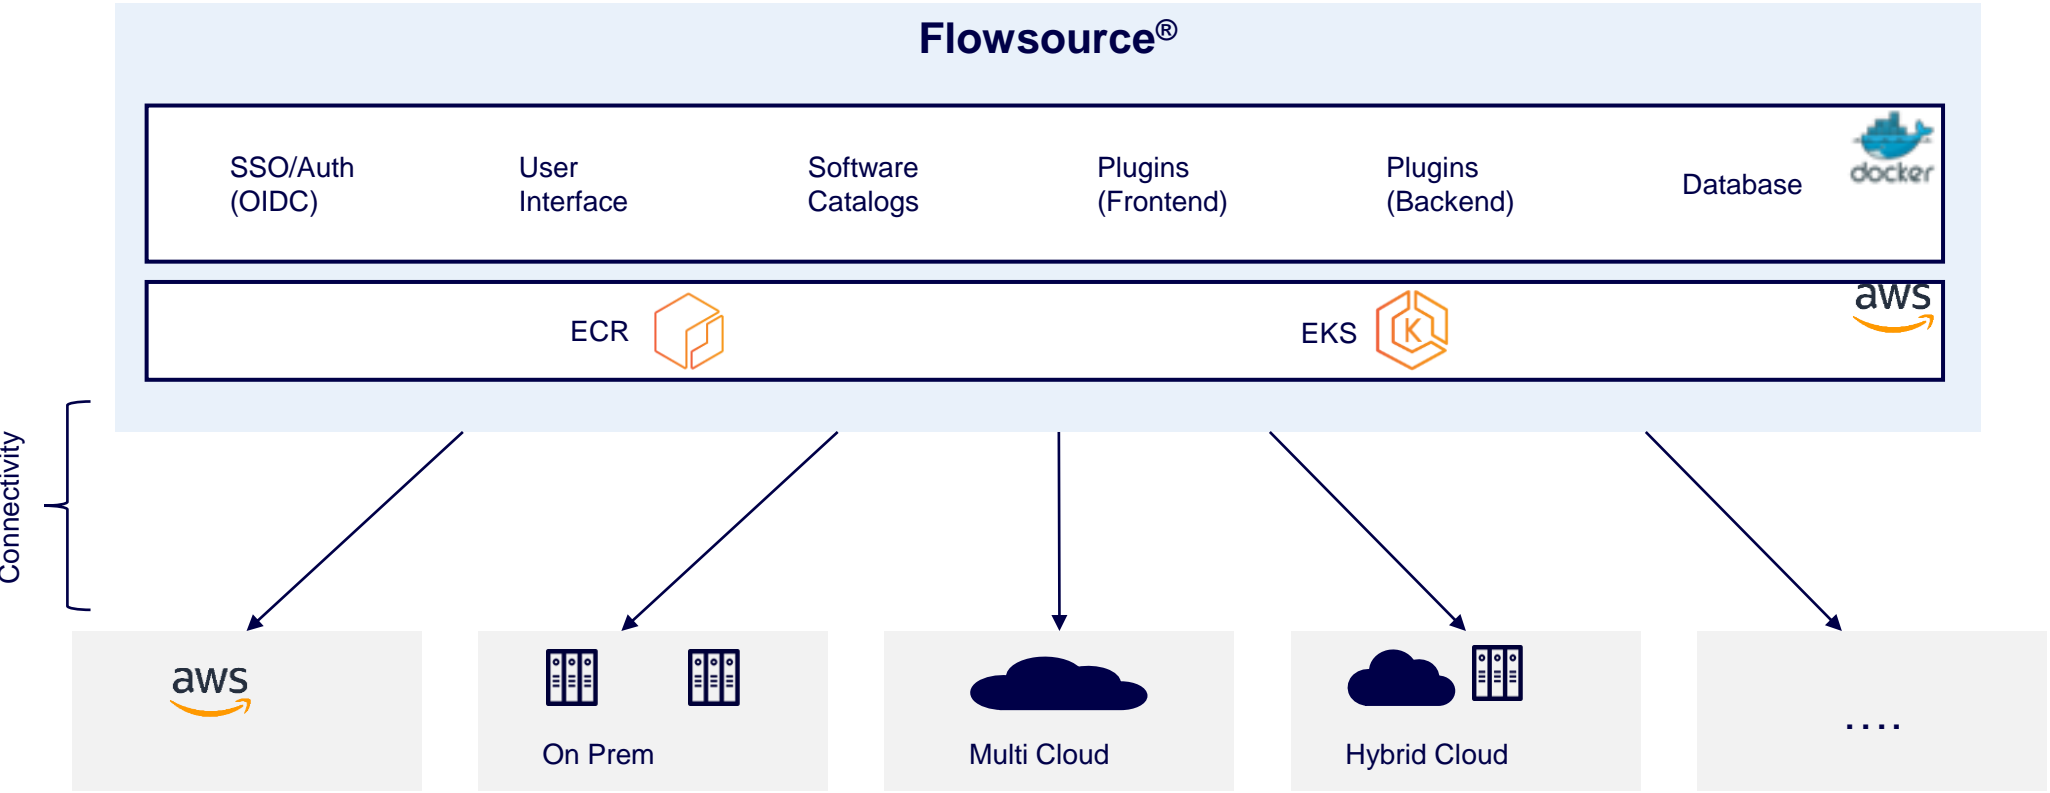 Flowsource®
SSO/Auth
(OIDC)
User
Interface
Software
Catalogs
Plugins
(Frontend)
Plugins
(Backend)
Database
docker
ECR
EKS
K
aws
Connectivity
aws
On Prem
Multi Cloud
Hybrid Cloud
....